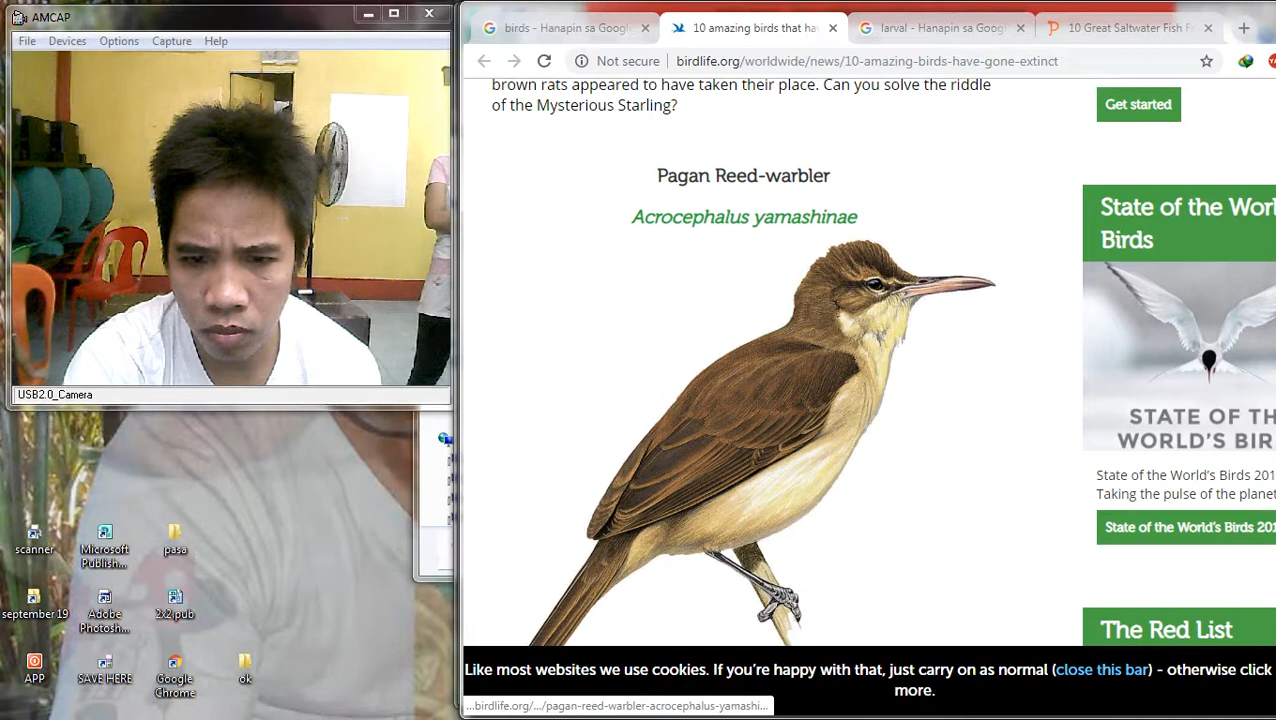 AMCAP
File Devices Options Capture Help
USB2.0_Camera
scanner
Microsoft
Publish...
pasa
september 19
Adobe
Photosh...
2x2 pub
APP
SAVE HERE
Google
Chrome
ok
birds - Hanapin sa Google
10 amazing birds that ha
larval - Hanapin sa Goog
10 Great Saltwater Fish F
Not secure
birdlife.org/worldwide/news/10-amazing-birds-have-gone-extinct
brown rats appeared to have taken their place. Can you solve the riddle
of the Mysterious Starling?
Pagan Reed-warbler
Acrocephalus yamashinae
Get started
State of the Worl
Birds
STATE OF TH
WORLD'S BIR
State of the World's Birds 201
Taking the pulse of the planet
State of the World's Birds 201
The Red List
Like most websites we use cookies. If you're happy with that, just carry on as normal (close this bar) - otherwise click
more.
...birdlife.org/.../pagan-reed-warbler-acrocephalus-yamashi...